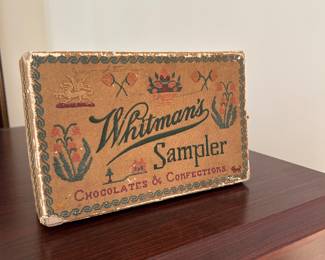 Whitman's
Sampler
CHOCOLATES & CONFECTIONS